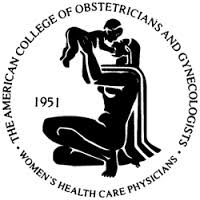 THE AMERICAN COLLEGE OF OBSTETRICIANS AND GYNECOLOGISTS
1951
WOMEN'S HEALTH CARE PHYSICIANS